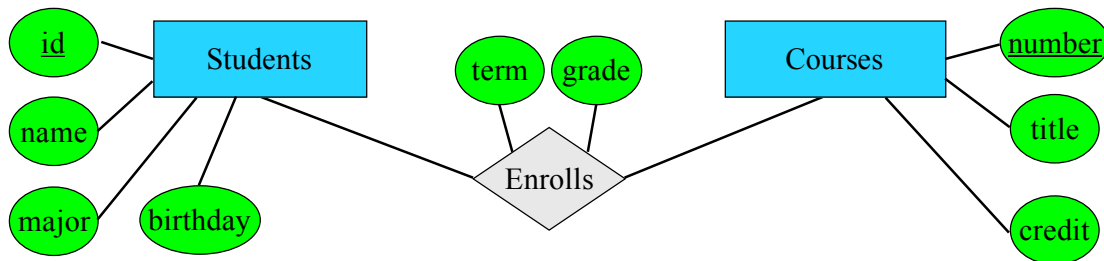 id
Students
name
major
birthday
term
grade
Enrolls
Courses
number
title
credit